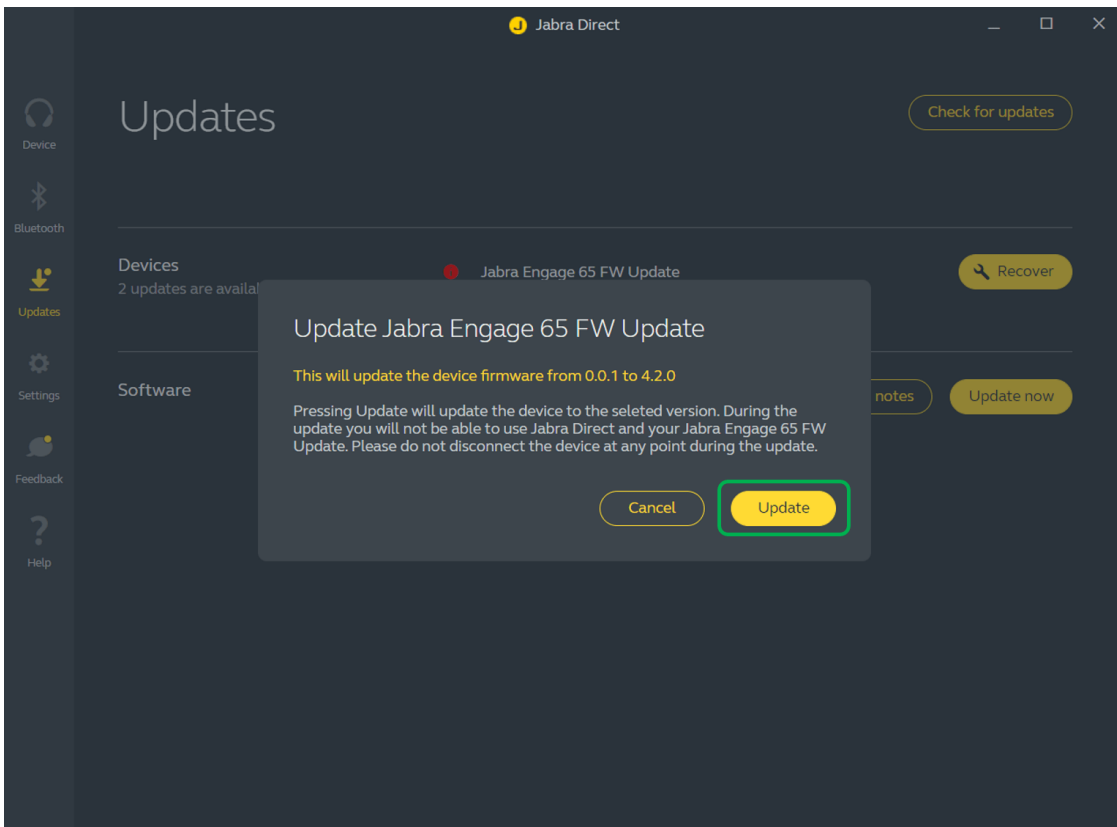 Jabra Direct
Updates
Check for updates
Device
Bluetooth
Updates
Settings
Feedback
Help
Devices
2 updates are
Jabra Engage 65 FW Update
Recover
Software
notes
Update now
Update Jabra Engage 65 FW Update
This will update the device firmware from 0.0.1 to 4.2.0
Pressing Update will update the device to the seleted version. During the
update you will not be able to use Jabra Direct and your Jabra Engage 65 FW
Update. Please do not disconnect the device at any point during the update.
Cancel
Update